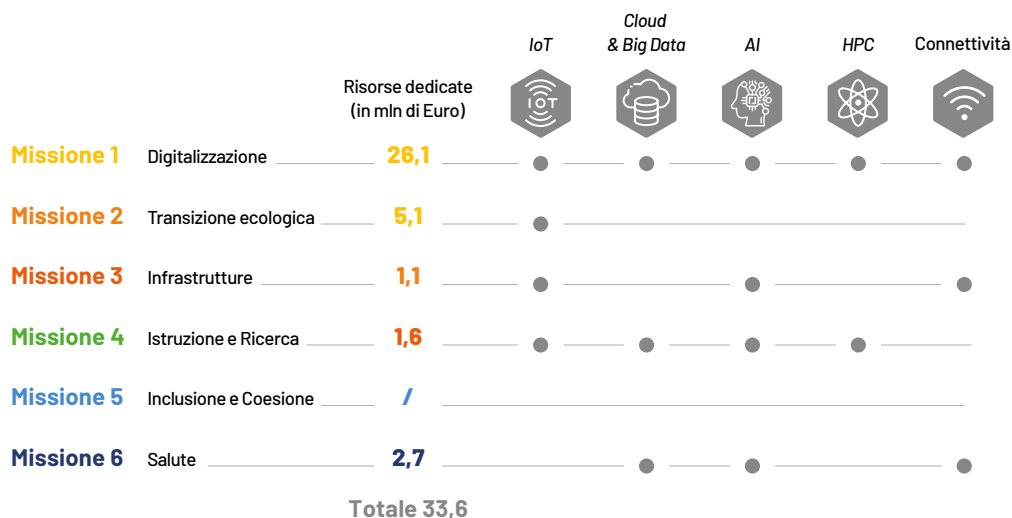 Cloud
IoT & Big Data AI HPC Connettività
Risorse dedicate
(in mln di Euro)
IOT
Missione 1 Digitalizzazione 26,1
Missione 2 Transizione ecologica 5,1
Missione 3 Infrastrutture 1,1
Missione 4 Istruzione e Ricerca 1,6
Missione 5 Inclusione e Coesione /
Missione 6 Salute 2,7
Totale 33,6